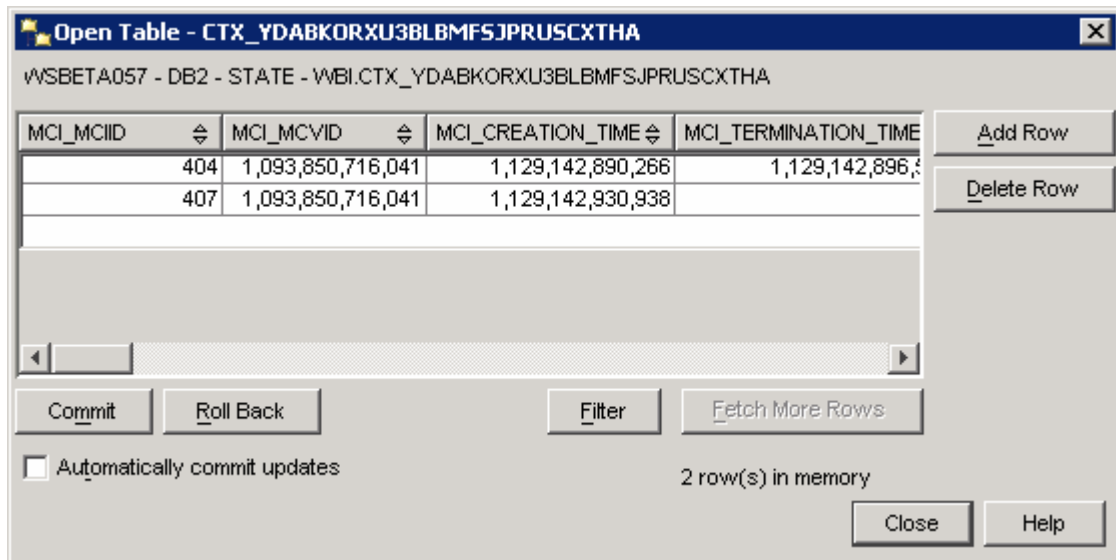 Open Table - CTX_YDABKORXU3BLBMFSJPRUSCXTHA
WSBETA057 - DB2 - STATE - WBI.CTX_YDABKORXU3BLBMFSJPRUSCXTHA
MCI_MCIID MCI_MCVID MCI_CREATION_TIME MCI_TERMINATION_TIME Add Row
404 1,093,850,716,041 1,129,142,890,266 1,129,142,896,
407 1,093,850,716,041 1,129,142,930,938 Delete Row
Commit Roll Back Filter Fetch More Rows
Automatically commit updates
2 row(s) in memory
Close Help